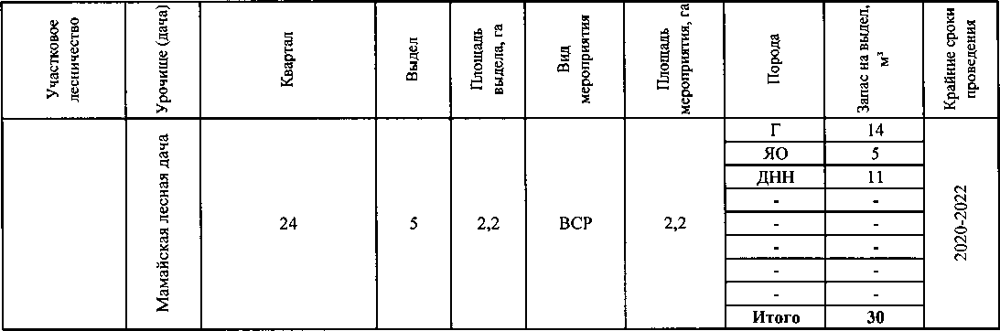 Участковое
лесничество
Урочище (дача)
Квартал
Выдел
Площадь
выдела, га
Вид
мероприятия
Площадь
мероприятия, га
Порода
Запас на выдел,
м³
Крайние сроки
проведения
Мамайская лесная дача
24
5
2,2
ВСР
2,2
Г 14
ЯО 5
ДНН 11
- -
- -
- -
- -
- -
Итого 30
2020-2022